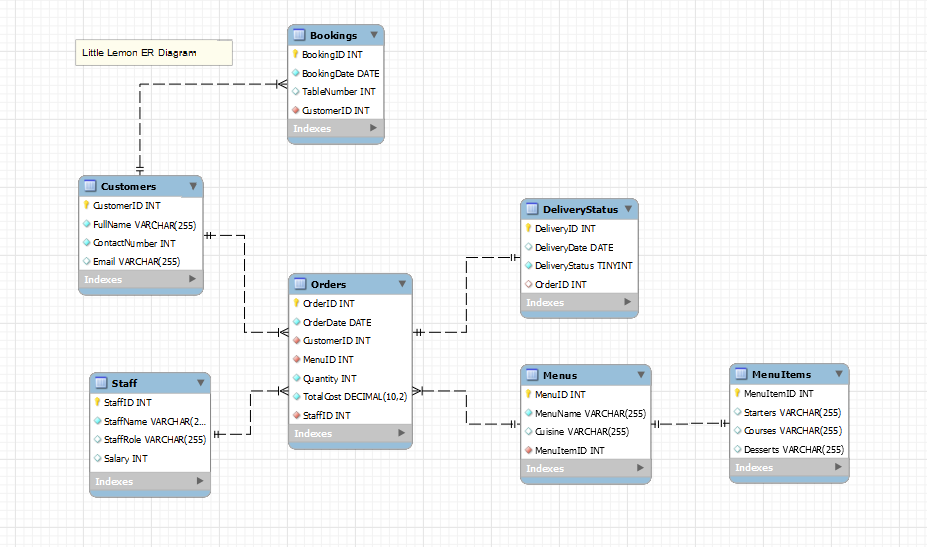 Little Lemon ER Diagram
Bookings
BookingID INT
BookingDate DATE
TableNumber INT
CustomerID INT
Indexes
Customers
CustomerID INT
FullName VARCHAR(255)
ContactNumber INT
Email VARCHAR(255)
Indexes
DeliveryStatus
DeliveryID INT
DeliveryDate DATE
DeliveryStatus TINYINT
OrderID INT
Indexes
Orders
OrderID INT
OrderDate DATE
CustomerID INT
MenuID INT
Quantity INT
TotalCost DECIMAL(10,2)
StaffID INT
Indexes
Staff
StaffID INT
StaffName VARCHAR(2...
StaffRole VARCHAR(255)
Salary INT
Indexes
Menus
MenuID INT
MenuName VARCHAR(255)
Cuisine VARCHAR(255)
MenuItemID INT
Indexes
MenuItems
MenuItemID INT
Starters VARCHAR(255)
Courses VARCHAR(255)
Desserts VARCHAR(255)
Indexes